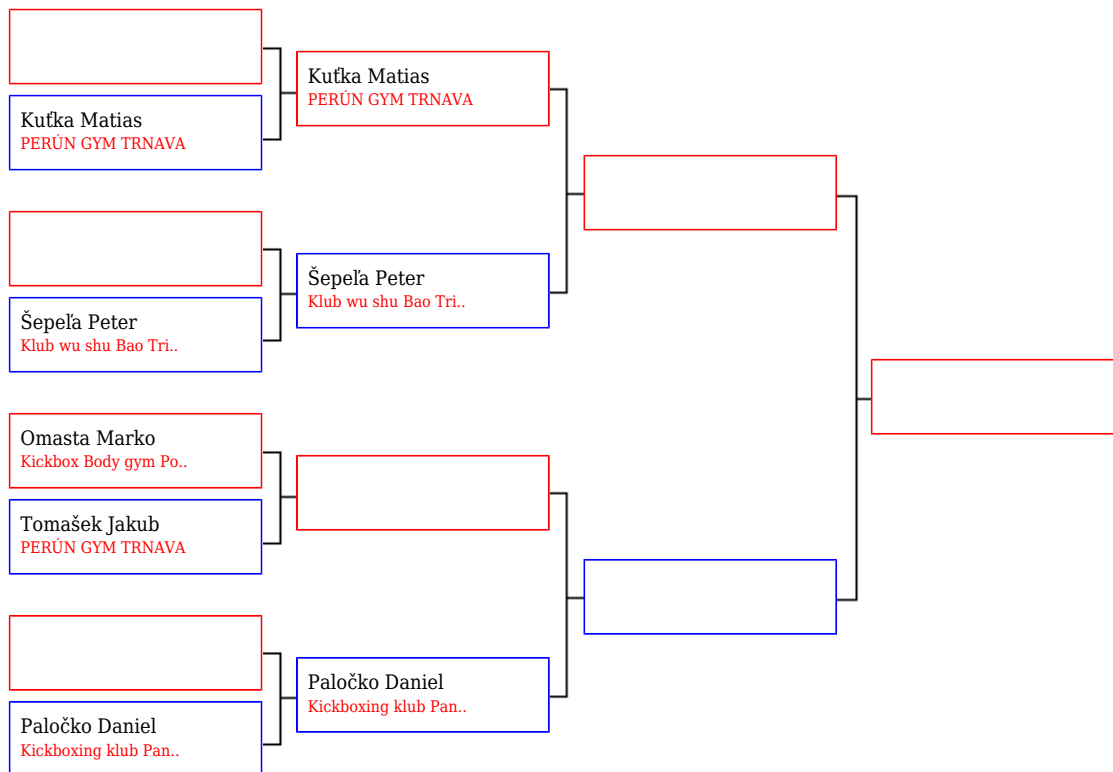 Kuťka Matias
PERÚN GYM TRNAVA
Šepeľa Peter
Klub wu shu Bao Tri..
Omasta Marko
Kickbox Body gym Po..
Tomašek Jakub
PERÚN GYM TRNAVA
Paločko Daniel
Kickboxing klub Pan..
Kuťka Matias
PERÚN GYM TRNAVA
Šepeľa Peter
Klub wu shu Bao Tri..
Paločko Daniel
Kickboxing klub Pan..